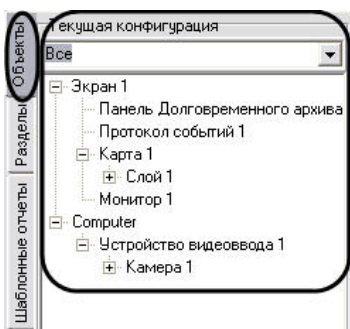 Объекты
Разделы
Шаблонные отчеты
Текущая конфигурация
Все
Экран 1
Панель Долговременного архива
Протокол событий 1
Карта 1
Слой 1
Монитор 1
Computer
Устройство видеоввода 1
Камера 1